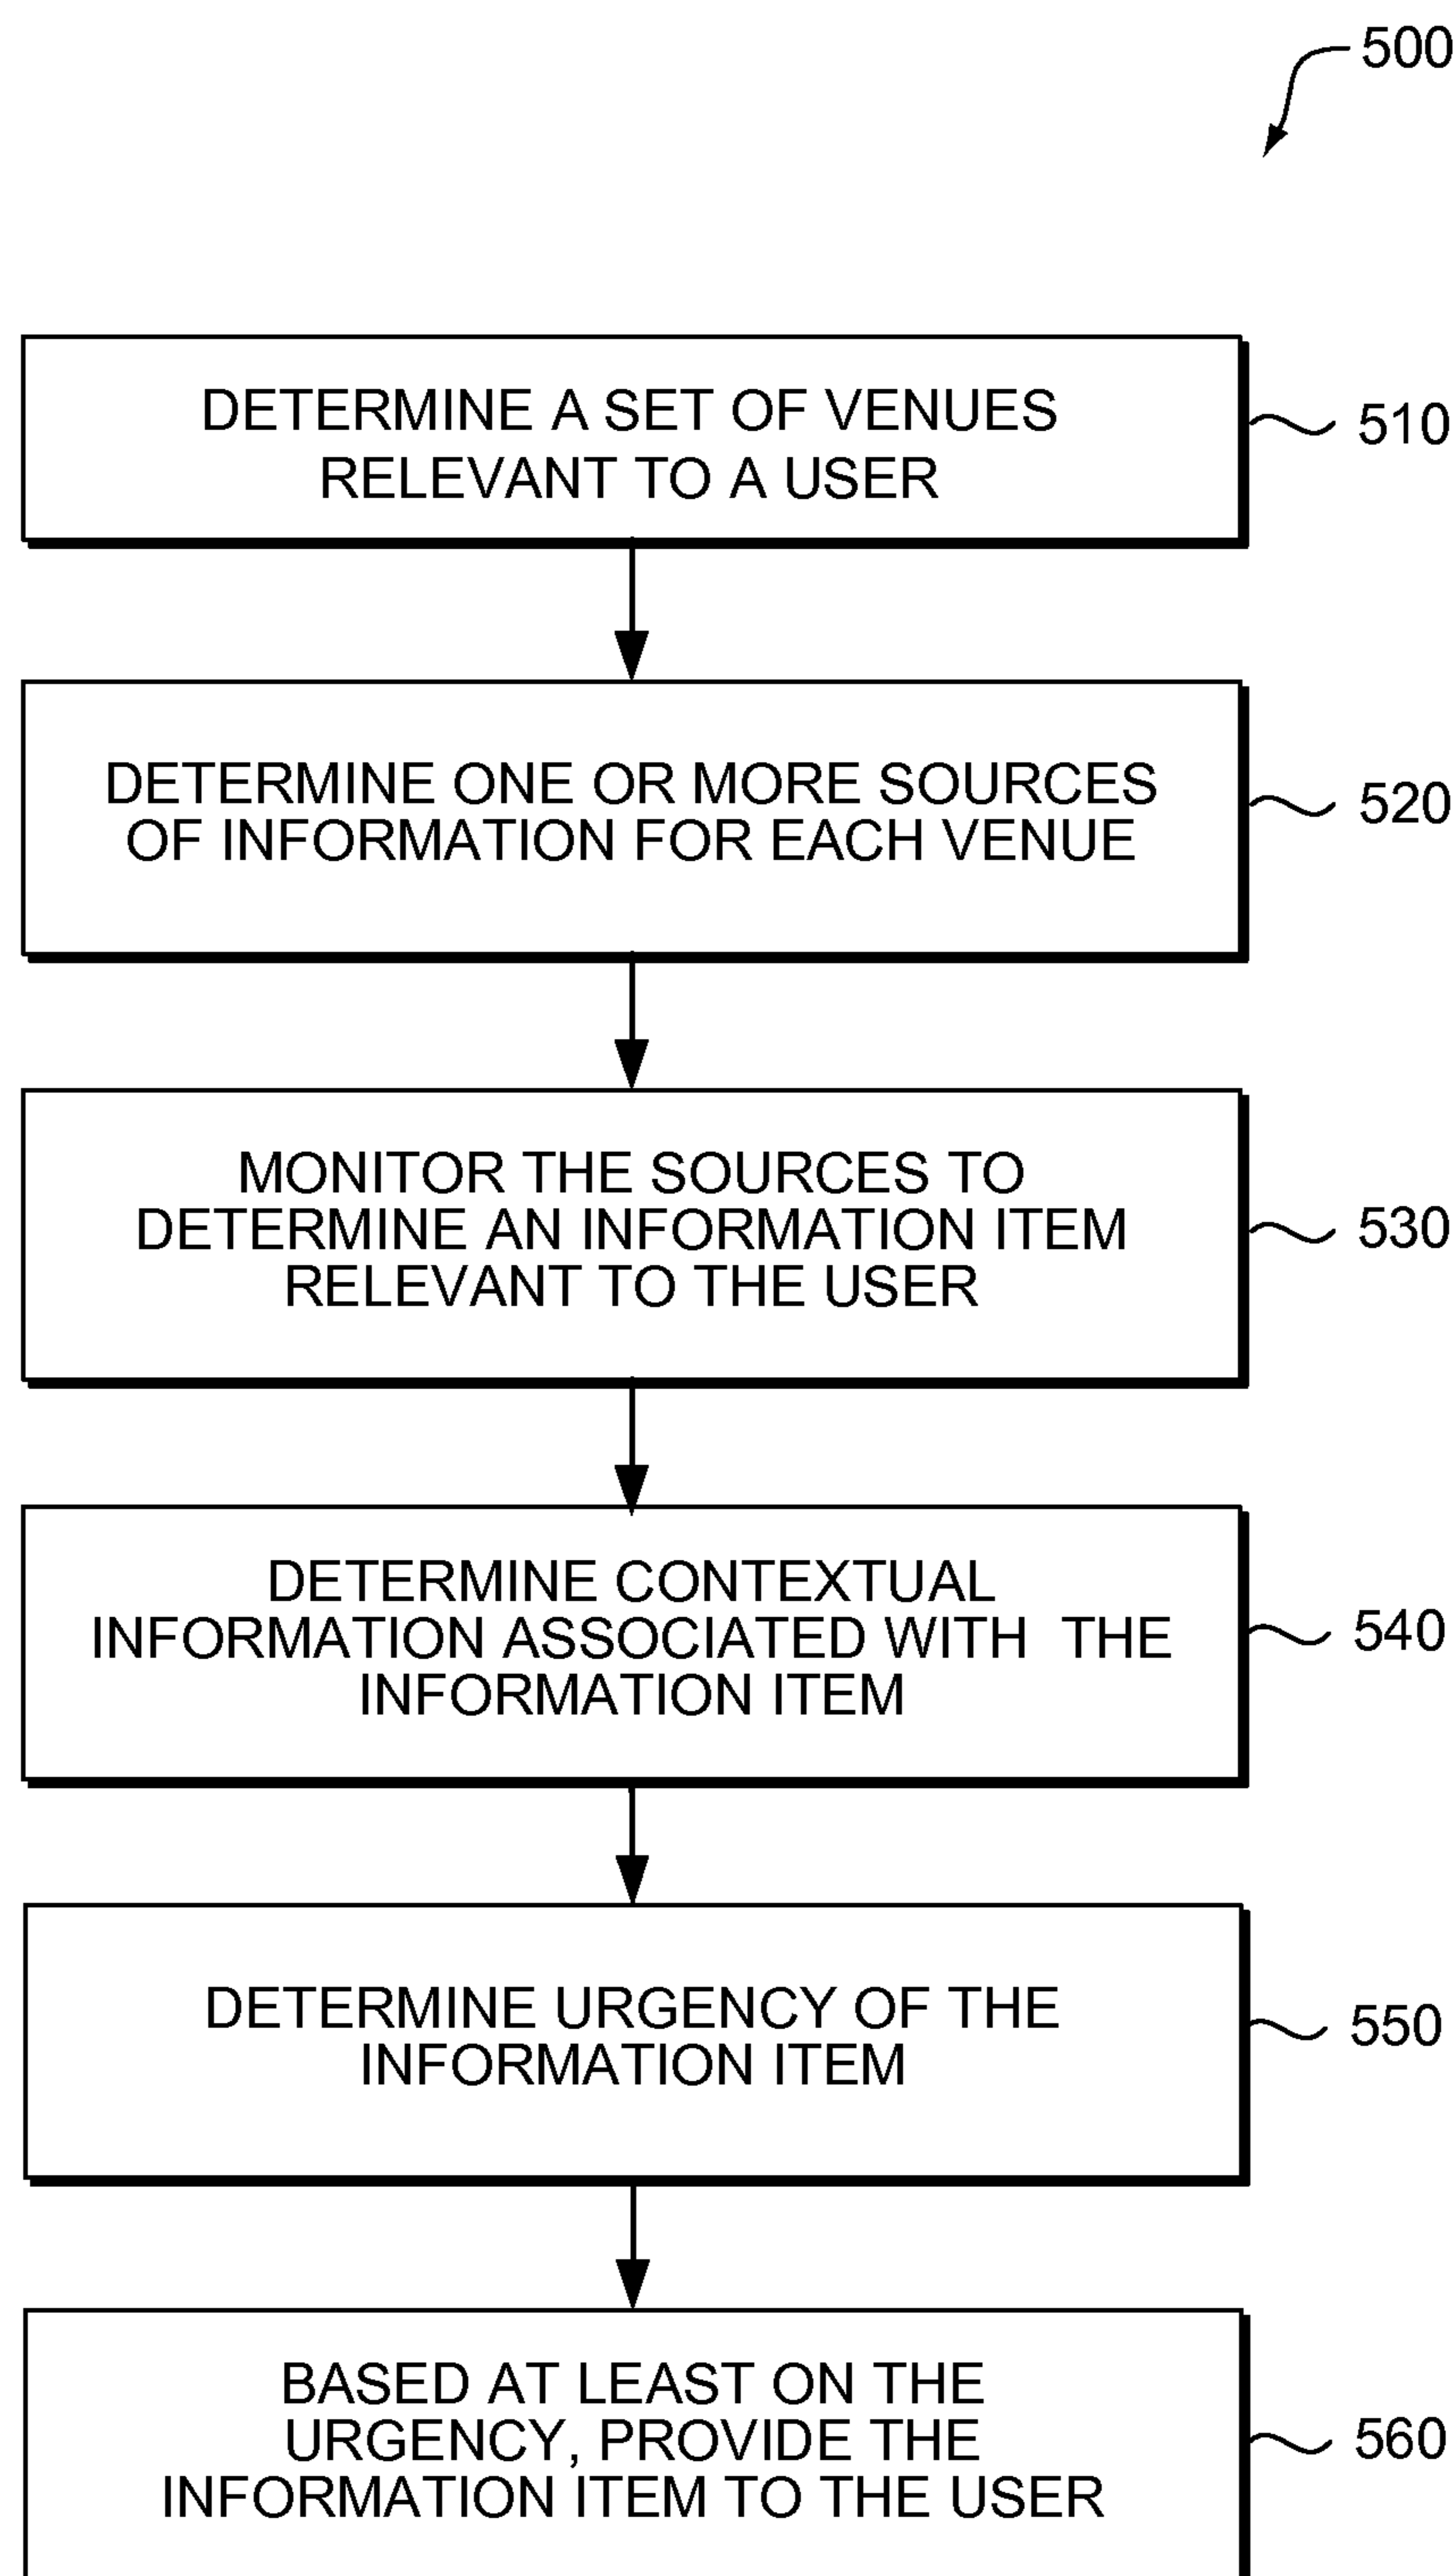 500
DETERMINE A SET OF VENUES
RELEVANT TO A USER
510
DETERMINE ONE OR MORE SOURCES
OF INFORMATION FOR EACH VENUE
520
MONITOR THE SOURCES TO
DETERMINE AN INFORMATION ITEM
RELEVANT TO THE USER
530
DETERMINE CONTEXTUAL
INFORMATION ASSOCIATED WITH THE
INFORMATION ITEM
540
DETERMINE URGENCY OF THE
INFORMATION ITEM
550
BASED AT LEAST ON THE
URGENCY, PROVIDE THE
INFORMATION ITEM TO THE USER
560